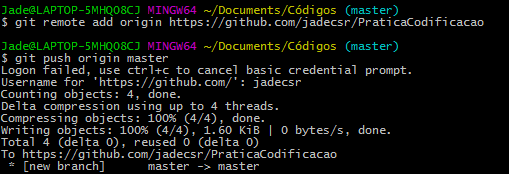 Jade@LAPTOP-5MHQ08CJ MINGW64 ~/Documents/Códigos (master)
$ git remote add origin https://github.com/jadecsr/PraticaCodificacao
Jade@LAPTOP-5MHQ08CJ MINGW64 ~/Documents/Códigos (master)
$ git push origin master
Logon failed, use ctrl+c to cancel basic credential prompt.
Username for 'https://github.com/': jadecsr
Counting objects: 4, done.
Delta compression using up to 4 threads.
Compressing objects: 100% (4/4), done.
Writing objects: 100% (4/4), 1.60 KiB | 0 bytes/s, done.
Total 4 (delta 0), reused 0 (delta 0)
To https://github.com/jadecsr/PraticaCodificacao
 * [new branch]      master -> master